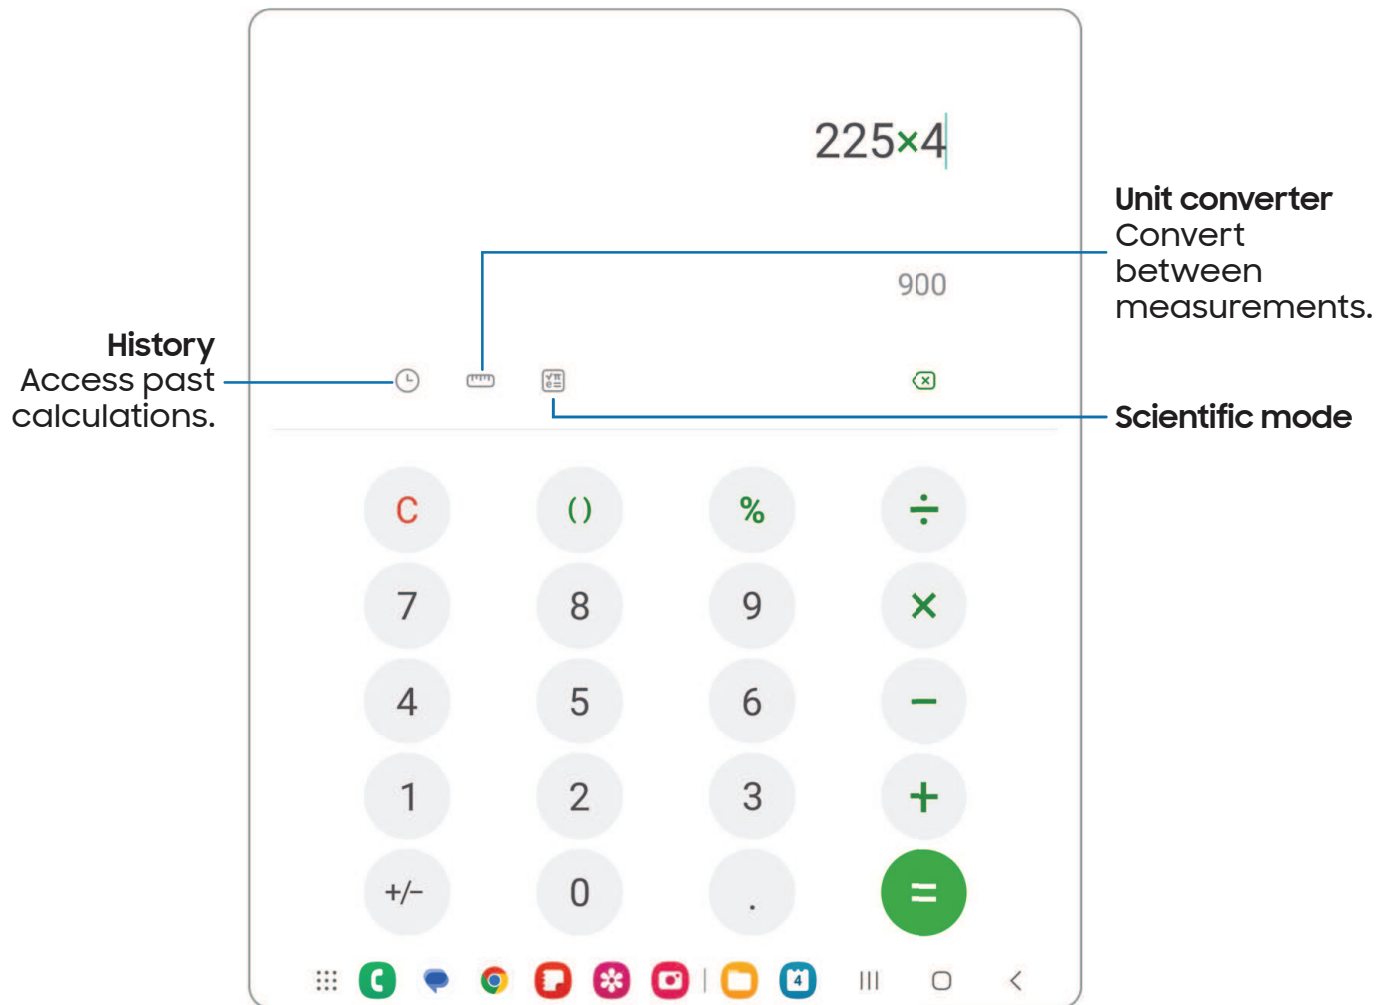 225×4
Unit converter
Convert
between
measurements.
900
History
Access past
calculations.
√π
e=
Scientific mode
C () % ÷
7 8 9 ×
4 5 6 −
1 2 3 +
+/− 0 . =
4